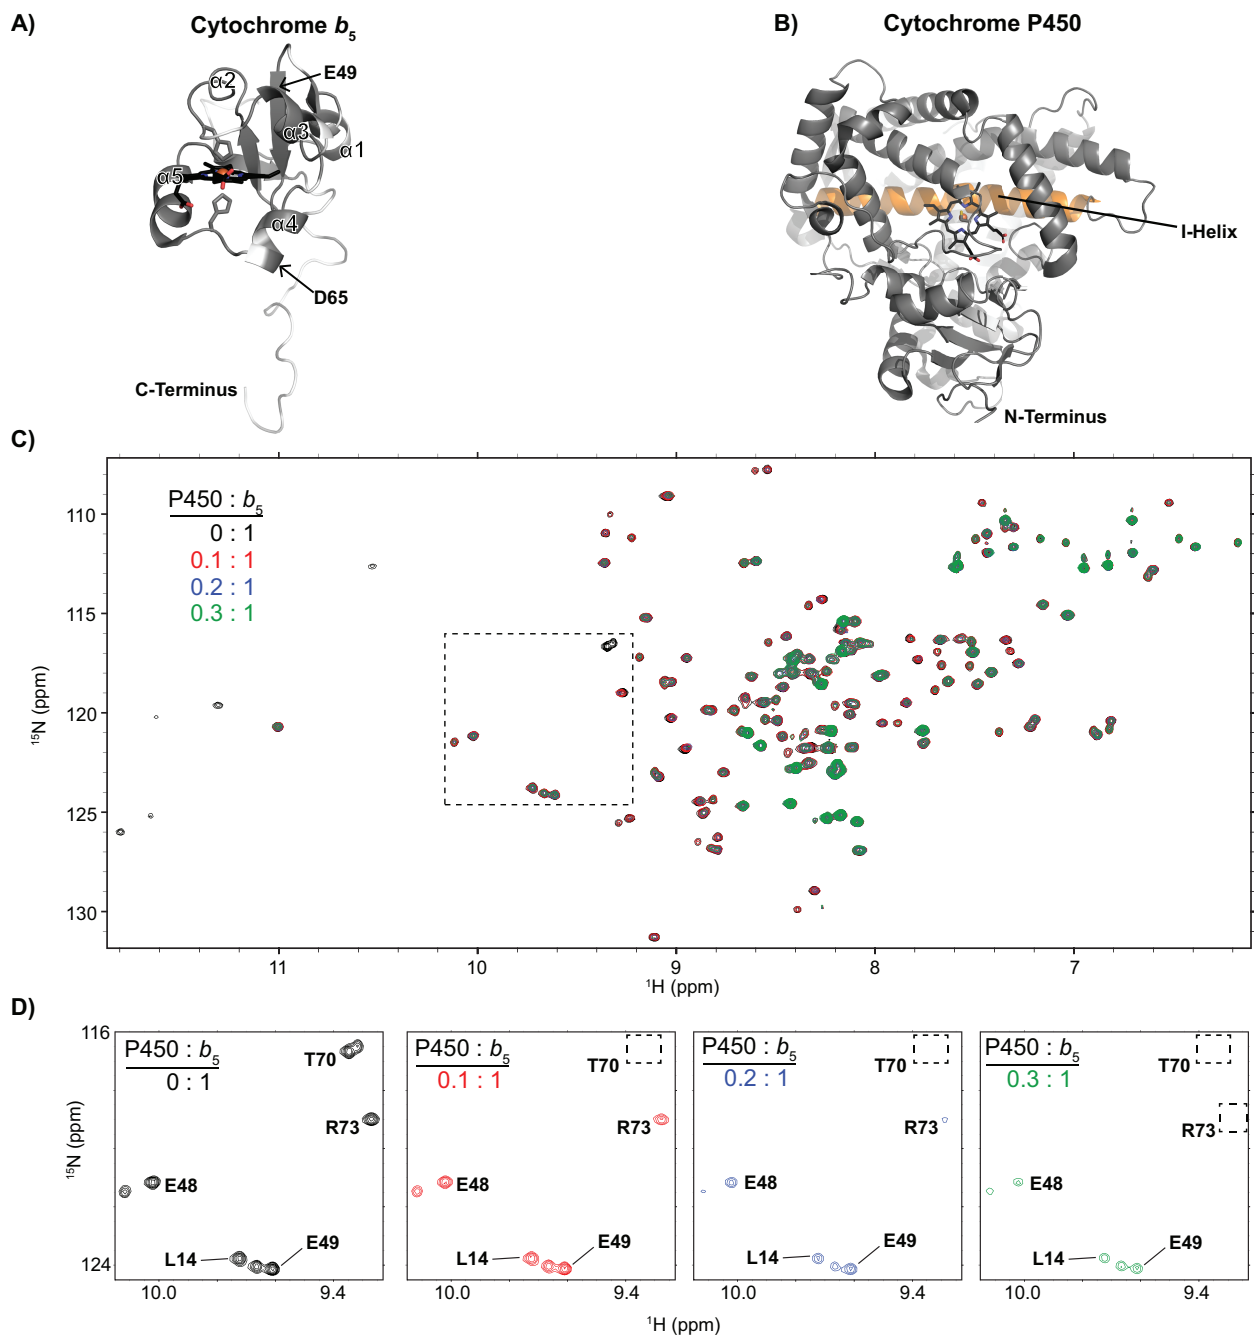 A)
Cytochrome b5
α2
E49
α3
α1
α5
α4
D65
C-Terminus
B)
Cytochrome P450
I-Helix
N-Terminus
C)
P450 : b5
0 : 1
0.1 : 1
0.2 : 1
0.3 : 1
110
115
120
125
130
15N (ppm)
11
10
9
8
7
1H (ppm)
D)
116
124
15N (ppm)
P450 : b5
0 : 1
T70
R73
E48
L14
E49
10.0
9.4
P450 : b5
0.1 : 1
T70
R73
E48
L14
E49
10.0
9.4
P450 : b5
0.2 : 1
T70
R73
E48
L14
E49
10.0
9.4
P450 : b5
0.3 : 1
T70
R73
E48
L14
E49
10.0
9.4
1H (ppm)